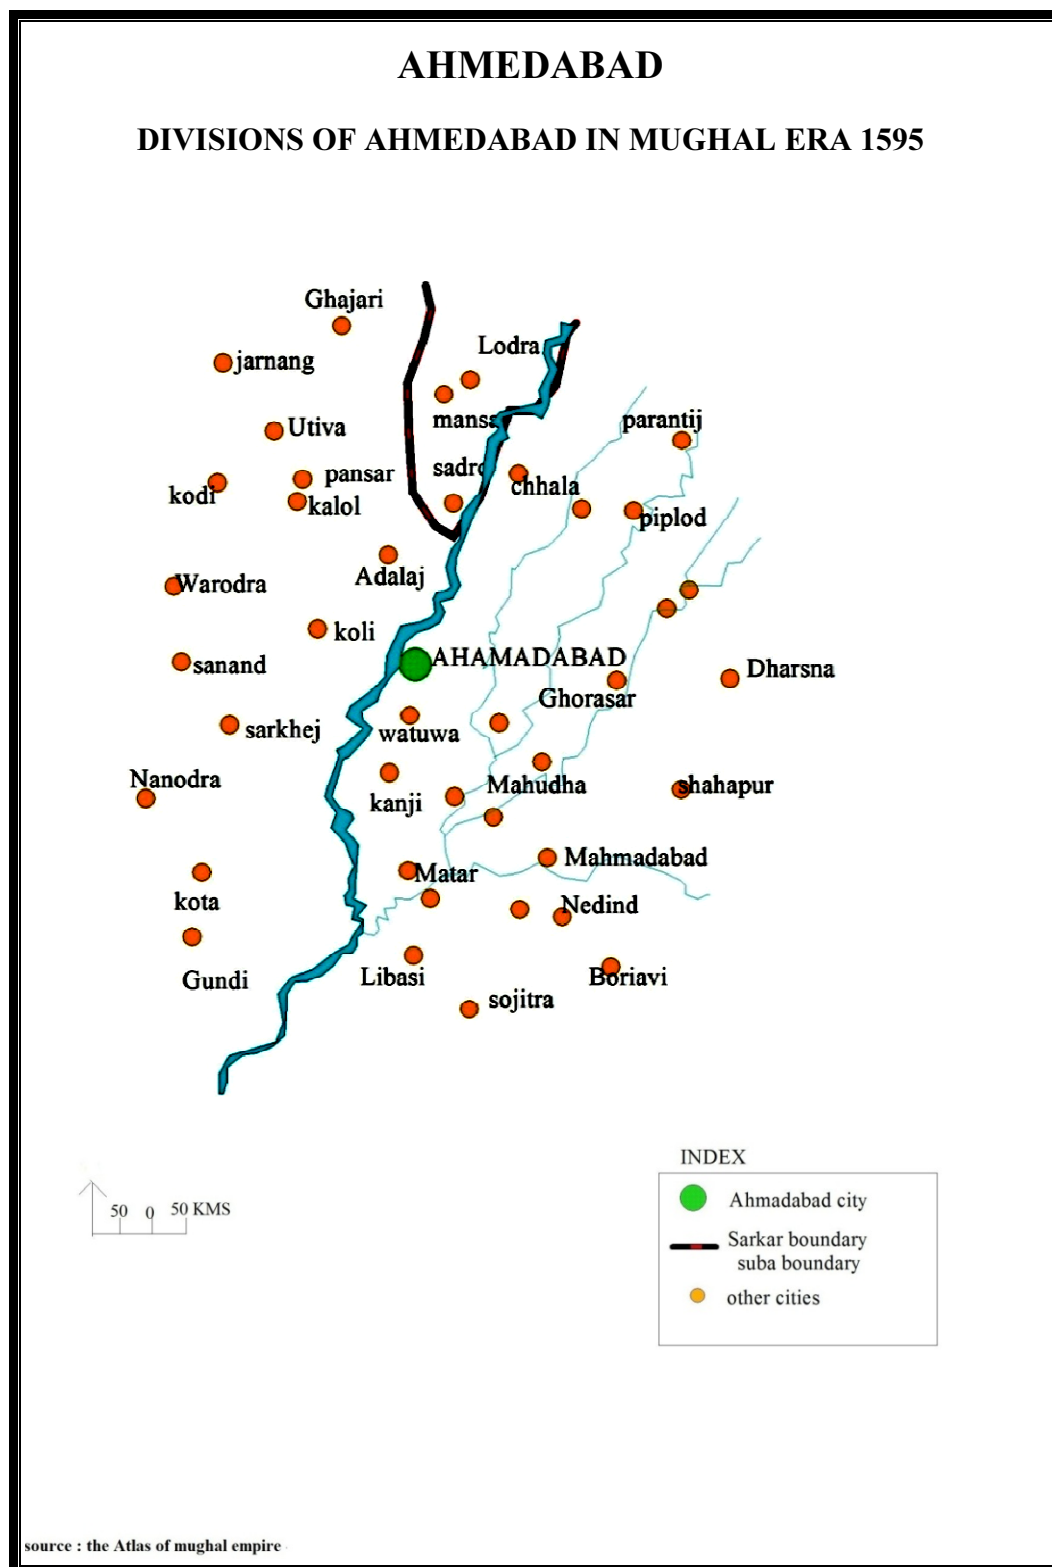 AHMEDABAD
DIVISIONS OF AHMEDABAD IN MUGHAL ERA 1595
Ghajari
Lodra
jarnang
mansa
parantij
Utiva
sadro
pansar
chhala
kodi
kalol
piplod
Adalaj
Warodra
koli
AHAMADABAD
sanand
Dharsna
Ghorasar
sarkhej
watuwa
Nanodra
Mahudha
shahapur
kanji
Mahmadabad
Matar
kota
Nedind
Gundi
Libasi
Boriavi
sojitra
INDEX
Ahmadabad city
50 0 50 KMS
Sarkar boundary
suba boundary
other cities
source : the Atlas of mughal empire